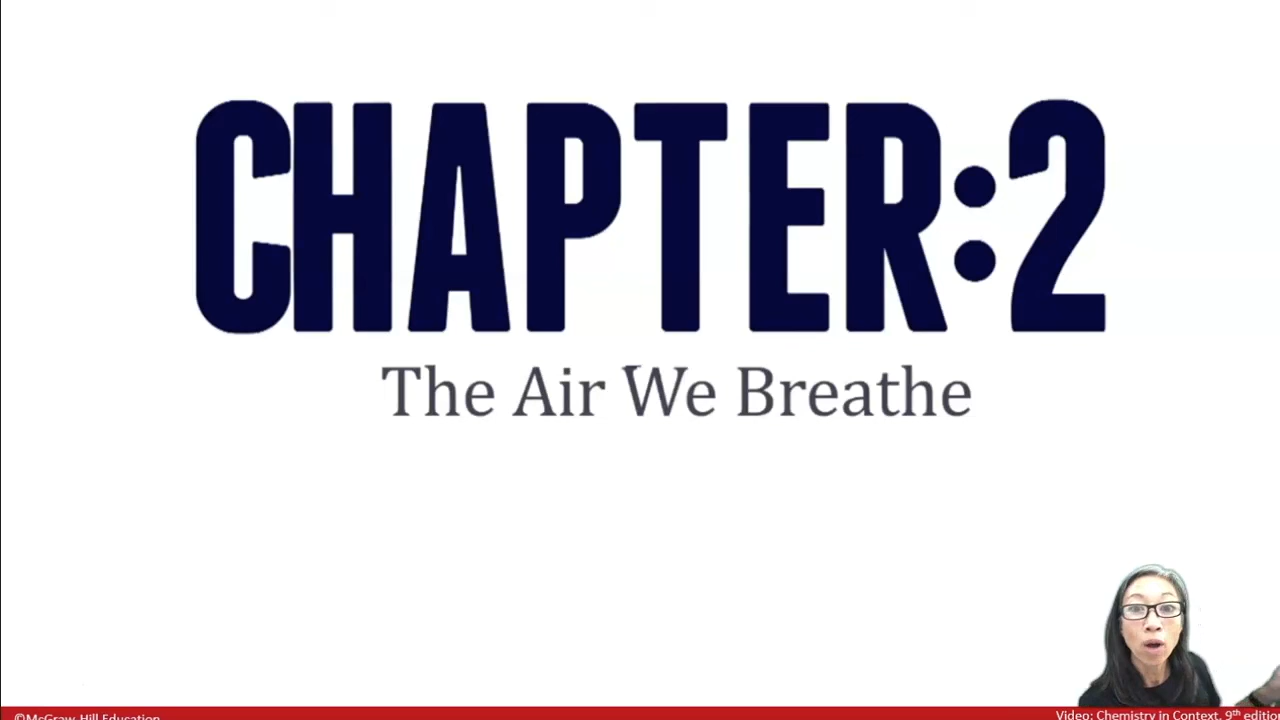 CHAPTER:2
The Air We Breathe
©McGraw-Hill Education
Video: Chemistry in Context, 9th edition